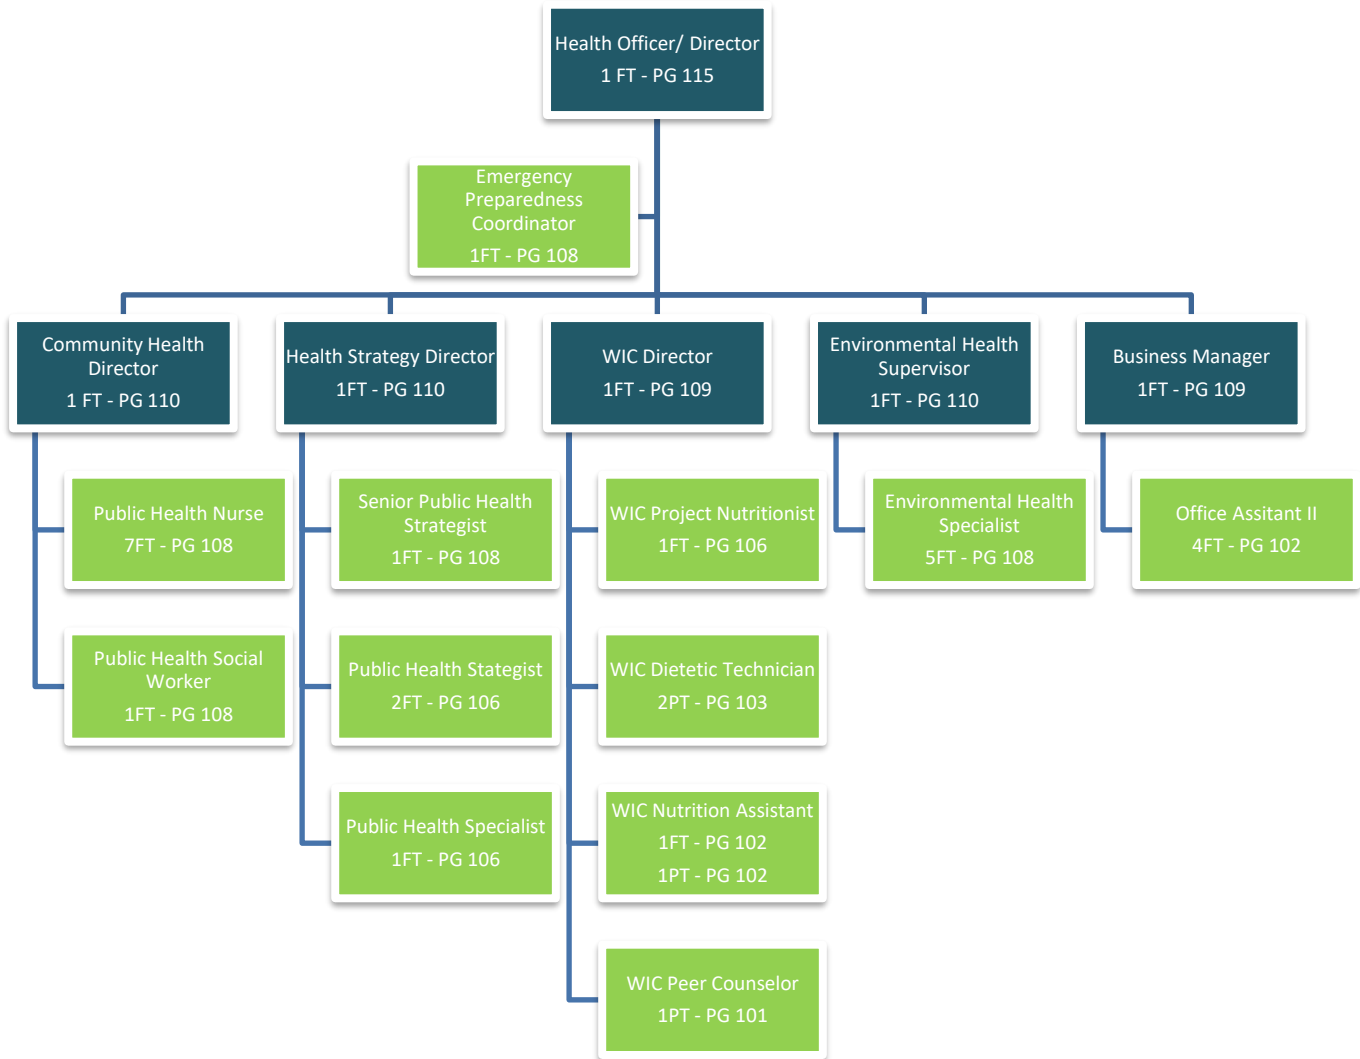 Health Officer/ Director
1 FT - PG 115
Emergency
Preparedness
Coordinator
1FT - PG 108
Community Health
Director
1 FT - PG 110
Health Strategy Director
1FT - PG 110
WIC Director
1FT - PG 109
Environmental Health
Supervisor
1FT - PG 110
Business Manager
1FT - PG 109
Public Health Nurse
7FT - PG 108
Senior Public Health
Strategist
1FT - PG 108
WIC Project Nutritionist
1FT - PG 106
Environmental Health
Specialist
5FT - PG 108
Office Assitant II
4FT - PG 102
Public Health Social
Worker
1FT - PG 108
Public Health Stategist
2FT - PG 106
WIC Dietetic Technician
2PT - PG 103
Public Health Specialist
1FT - PG 106
WIC Nutrition Assistant
1FT - PG 102
1PT - PG 102
WIC Peer Counselor
1PT - PG 101